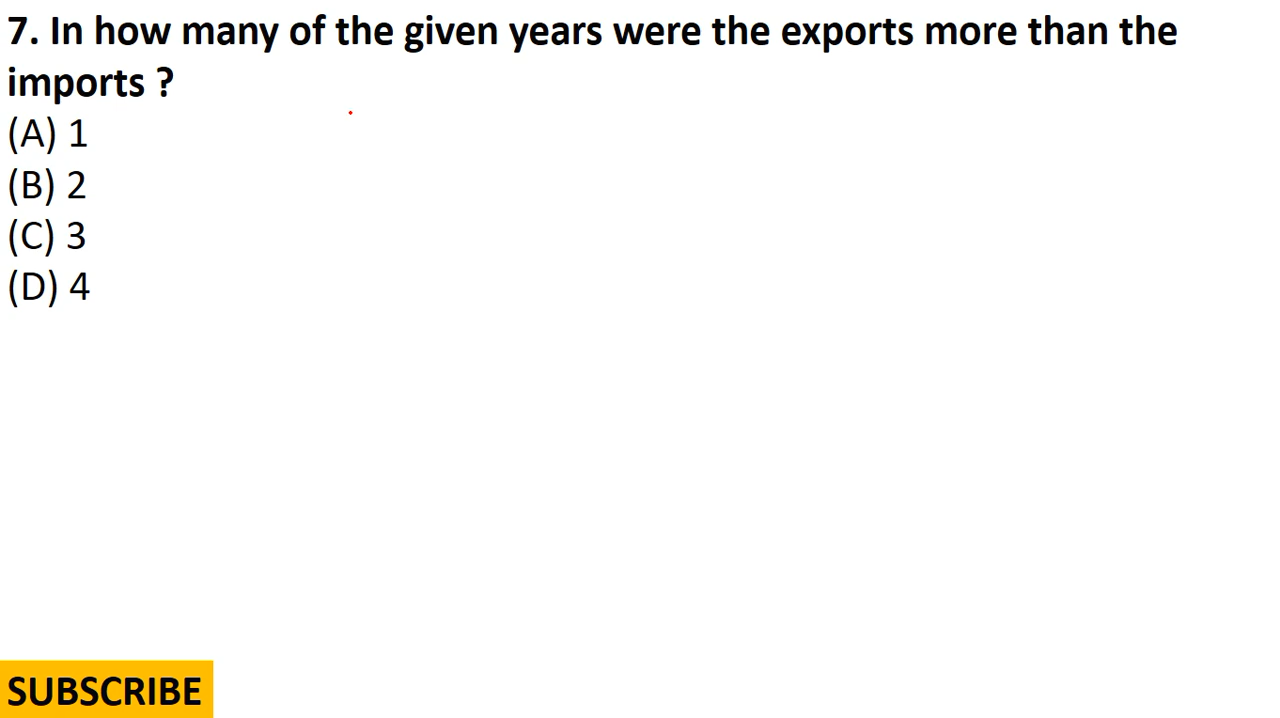 7. In how many of the given years were the exports more than the
imports ?
(A) 1
(B) 2
(C) 3
(D) 4
SUBSCRIBE